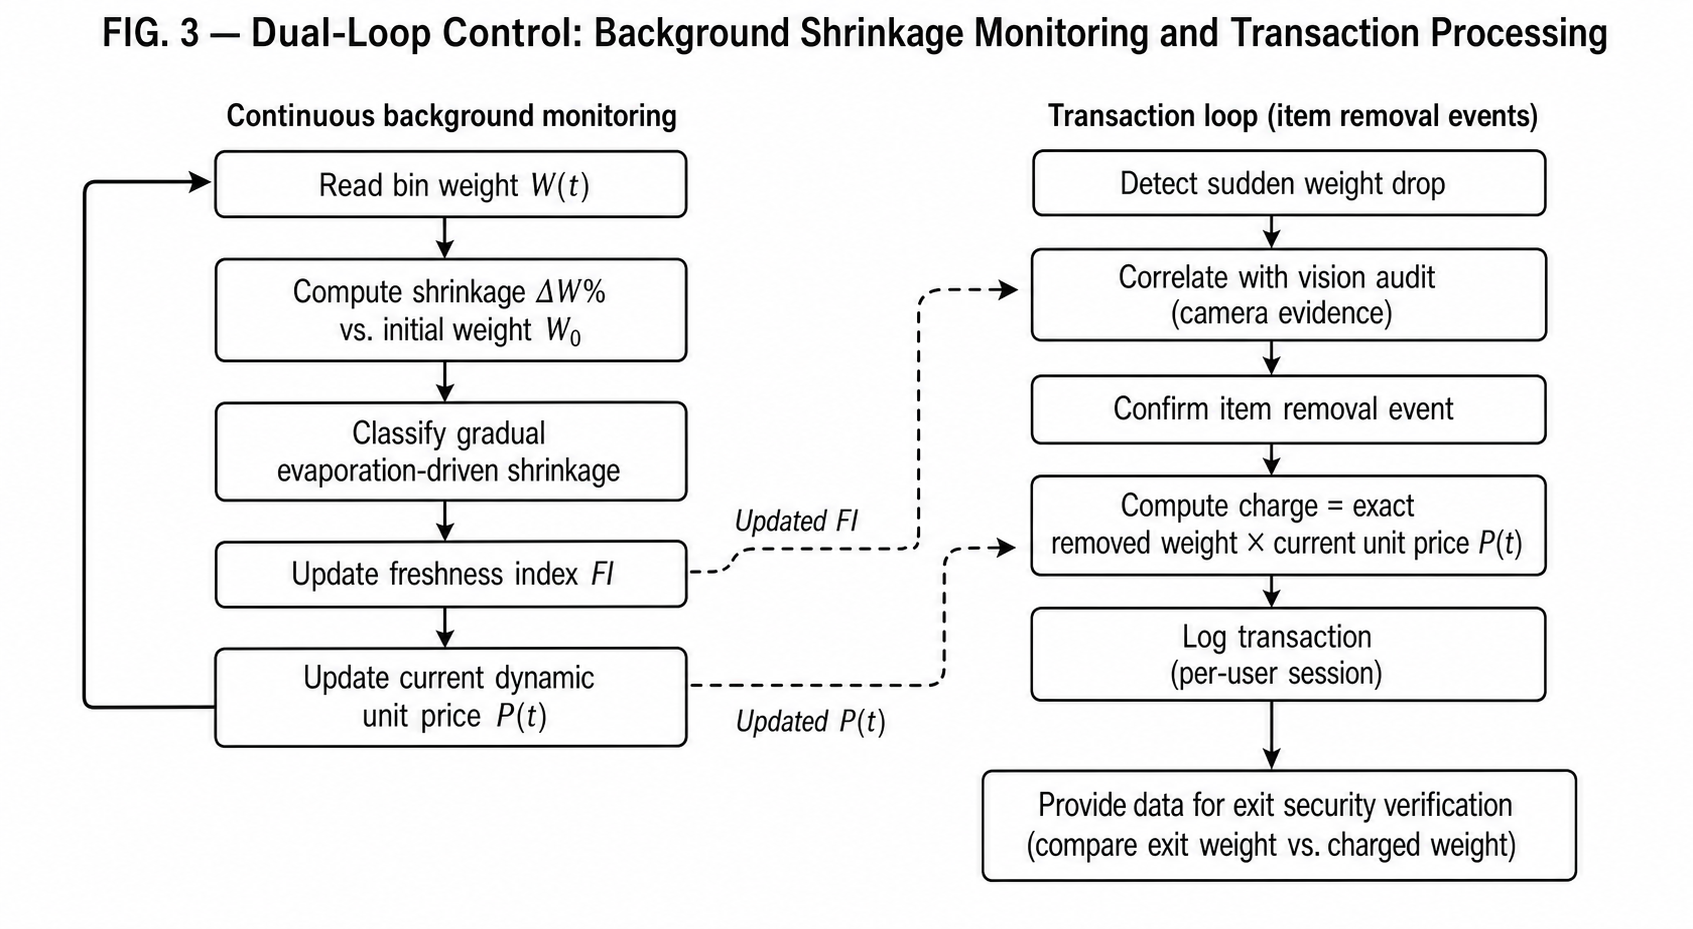 FIG. 3 — Dual-Loop Control: Background Shrinkage Monitoring and Transaction Processing
Continuous background monitoring
Read bin weight W(t)
Compute shrinkage ΔW%
vs. initial weight W₀
Classify gradual
evaporation-driven shrinkage
Update freshness index FI
Update current dynamic
unit price P(t)
Updated FI
Updated P(t)
Transaction loop (item removal events)
Detect sudden weight drop
Correlate with vision audit
(camera evidence)
Confirm item removal event
Compute charge = exact
removed weight × current unit price P(t)
Log transaction
(per-user session)
Provide data for exit security verification
(compare exit weight vs. charged weight)